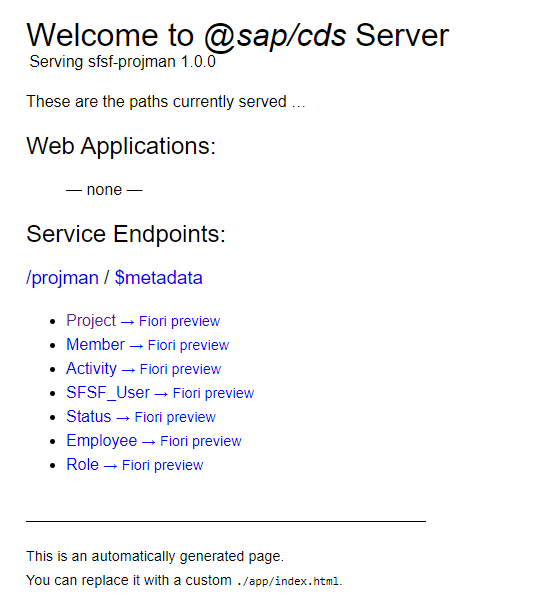 Welcome to @sap/cds Server
Serving sfsf-projman 1.0.0
These are the paths currently served …
Web Applications:
— none —
Service Endpoints:
/projman / $metadata
Project → Fiori preview
Member → Fiori preview
Activity → Fiori preview
SFSF_User → Fiori preview
Status → Fiori preview
Employee → Fiori preview
Role → Fiori preview
This is an automatically generated page.
You can replace it with a custom ./app/index.html.